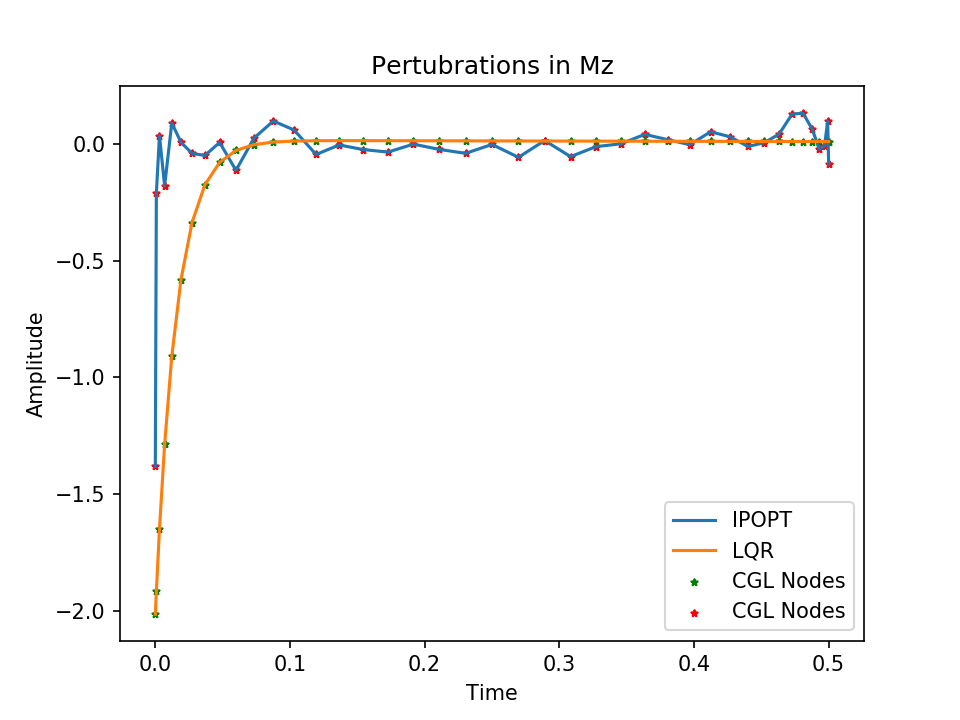 Pertubrations in Mz
Amplitude
0.0
−0.5
−1.0
−1.5
−2.0
0.0 0.1 0.2 0.3 0.4 0.5
Time
IPOPT
LQR
CGL Nodes
CGL Nodes